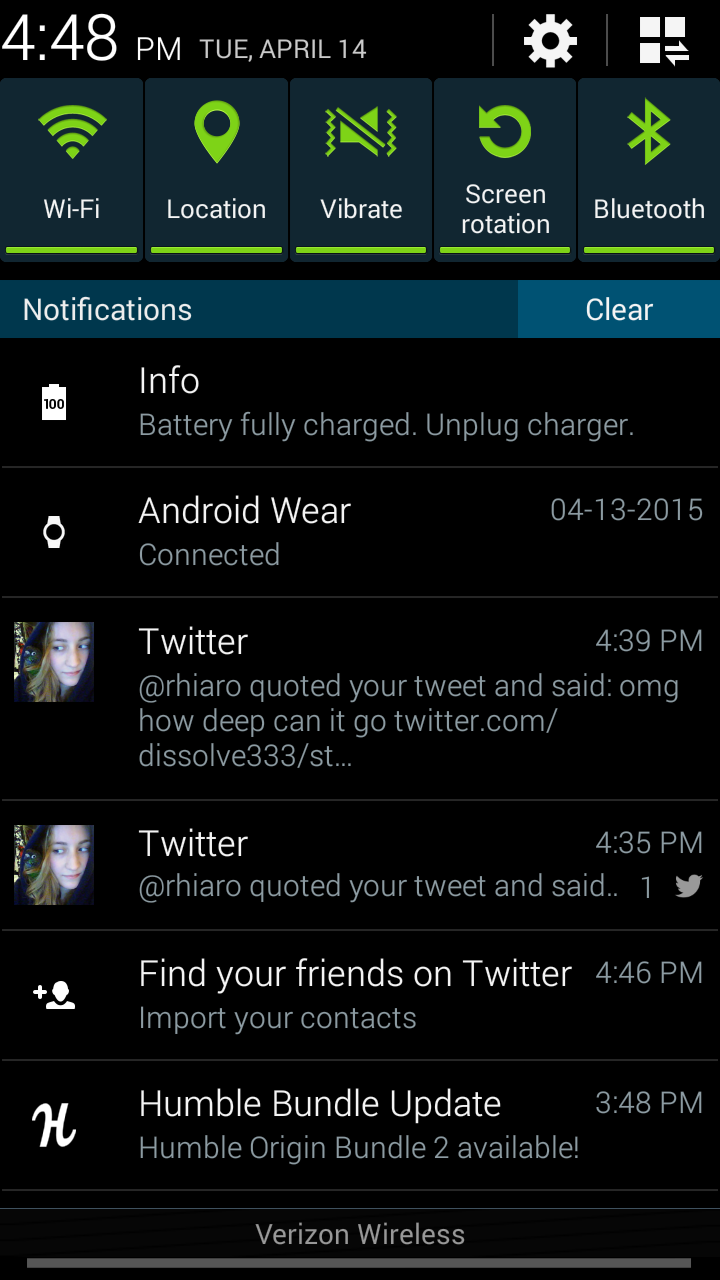 4:48 PM TUE, APRIL 14
Wi-Fi
Location
Vibrate
Screen
rotation
Bluetooth
Notifications
Clear
100
Info
Battery fully charged. Unplug charger.
Android Wear 04-13-2015
Connected
Twitter 4:39 PM
@rhiaro quoted your tweet and said: omg
how deep can it go twitter.com/
dissolve333/st...
Twitter 4:35 PM
@rhiaro quoted your tweet and said.. 1
Find your friends on Twitter 4:46 PM
Import your contacts
H
Humble Bundle Update 3:48 PM
Humble Origin Bundle 2 available!
Verizon Wireless